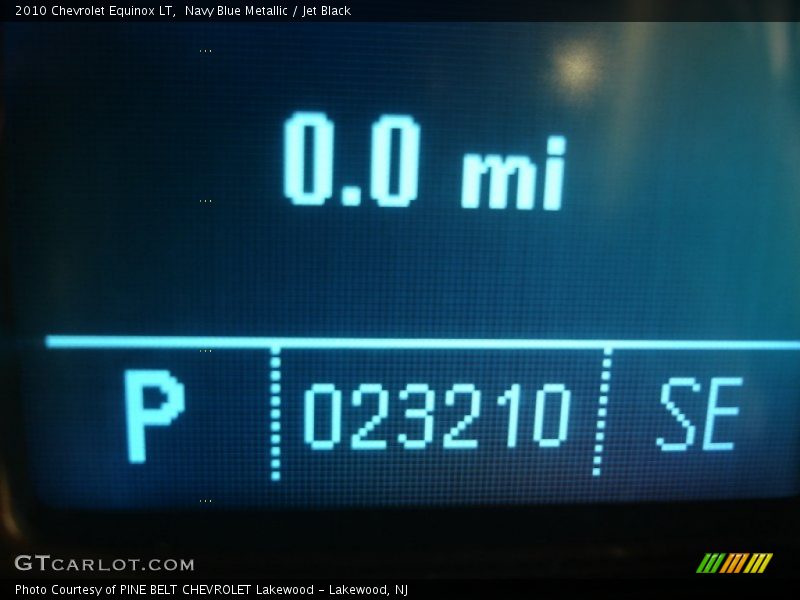 2010 Chevrolet Equinox LT, Navy Blue Metallic / Jet Black
0.0 mi
P 023210 SE
GTCARLOT.COM
Photo Courtesy of PINE BELT CHEVROLET Lakewood - Lakewood, NJ